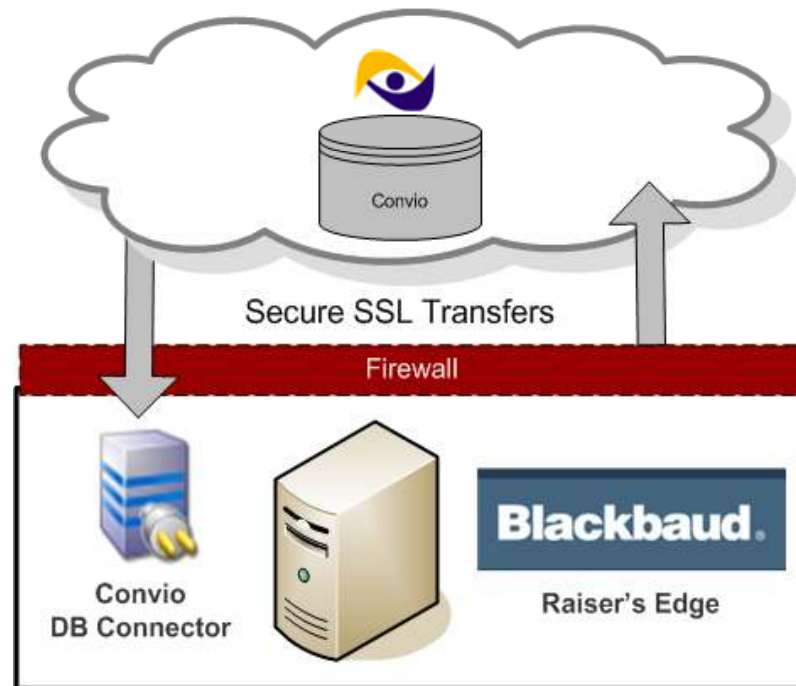 Convio
Secure SSL Transfers
Firewall
Blackbaud.
Convio
DB Connector
Raiser's Edge